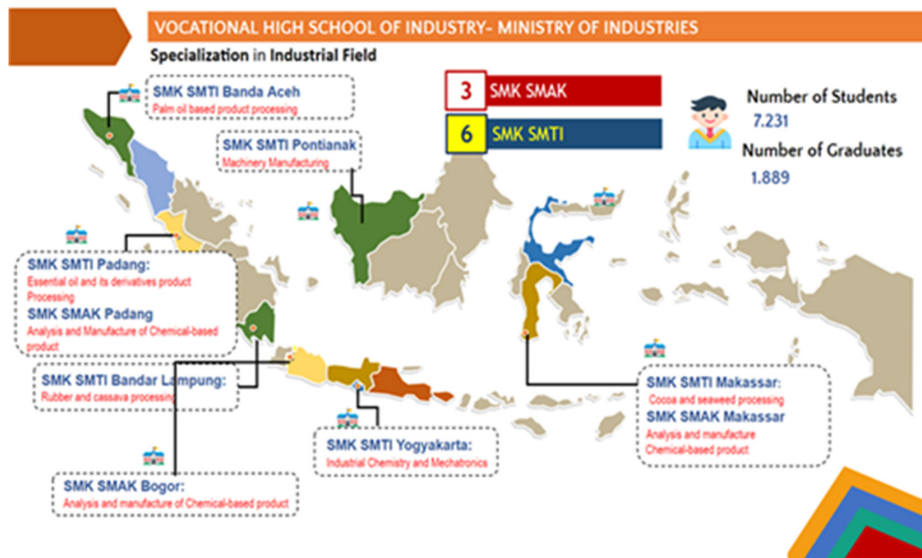 VOCATIONAL HIGH SCHOOL OF INDUSTRY- MINISTRY OF INDUSTRIES
Specialization in Industrial Field
SMK SMTI Banda Aceh
Palm oil based product processing
3 SMK SMAK
6 SMK SMTI
Number of Students
7.231
Number of Graduates
1.889
SMK SMTI Pontianak
Machinery Manufacturing
SMK SMTI Padang:
Essential oil and its derivatives product
Processing
SMK SMAK Padang
Analysis and Manufacture of Chemical-based
product
SMK SMTI Bandar Lampung:
Rubber and cassava processing
SMK SMTI Makassar:
Cocoa and seaweed processing
SMK SMAK Makassar
Analysis and manufacture
Chemical-based product
SMK SMTI Yogyakarta:
Industrial Chemistry and Mechatronics
SMK SMAK Bogor:
Analysis and manufacture of Chemical-based product